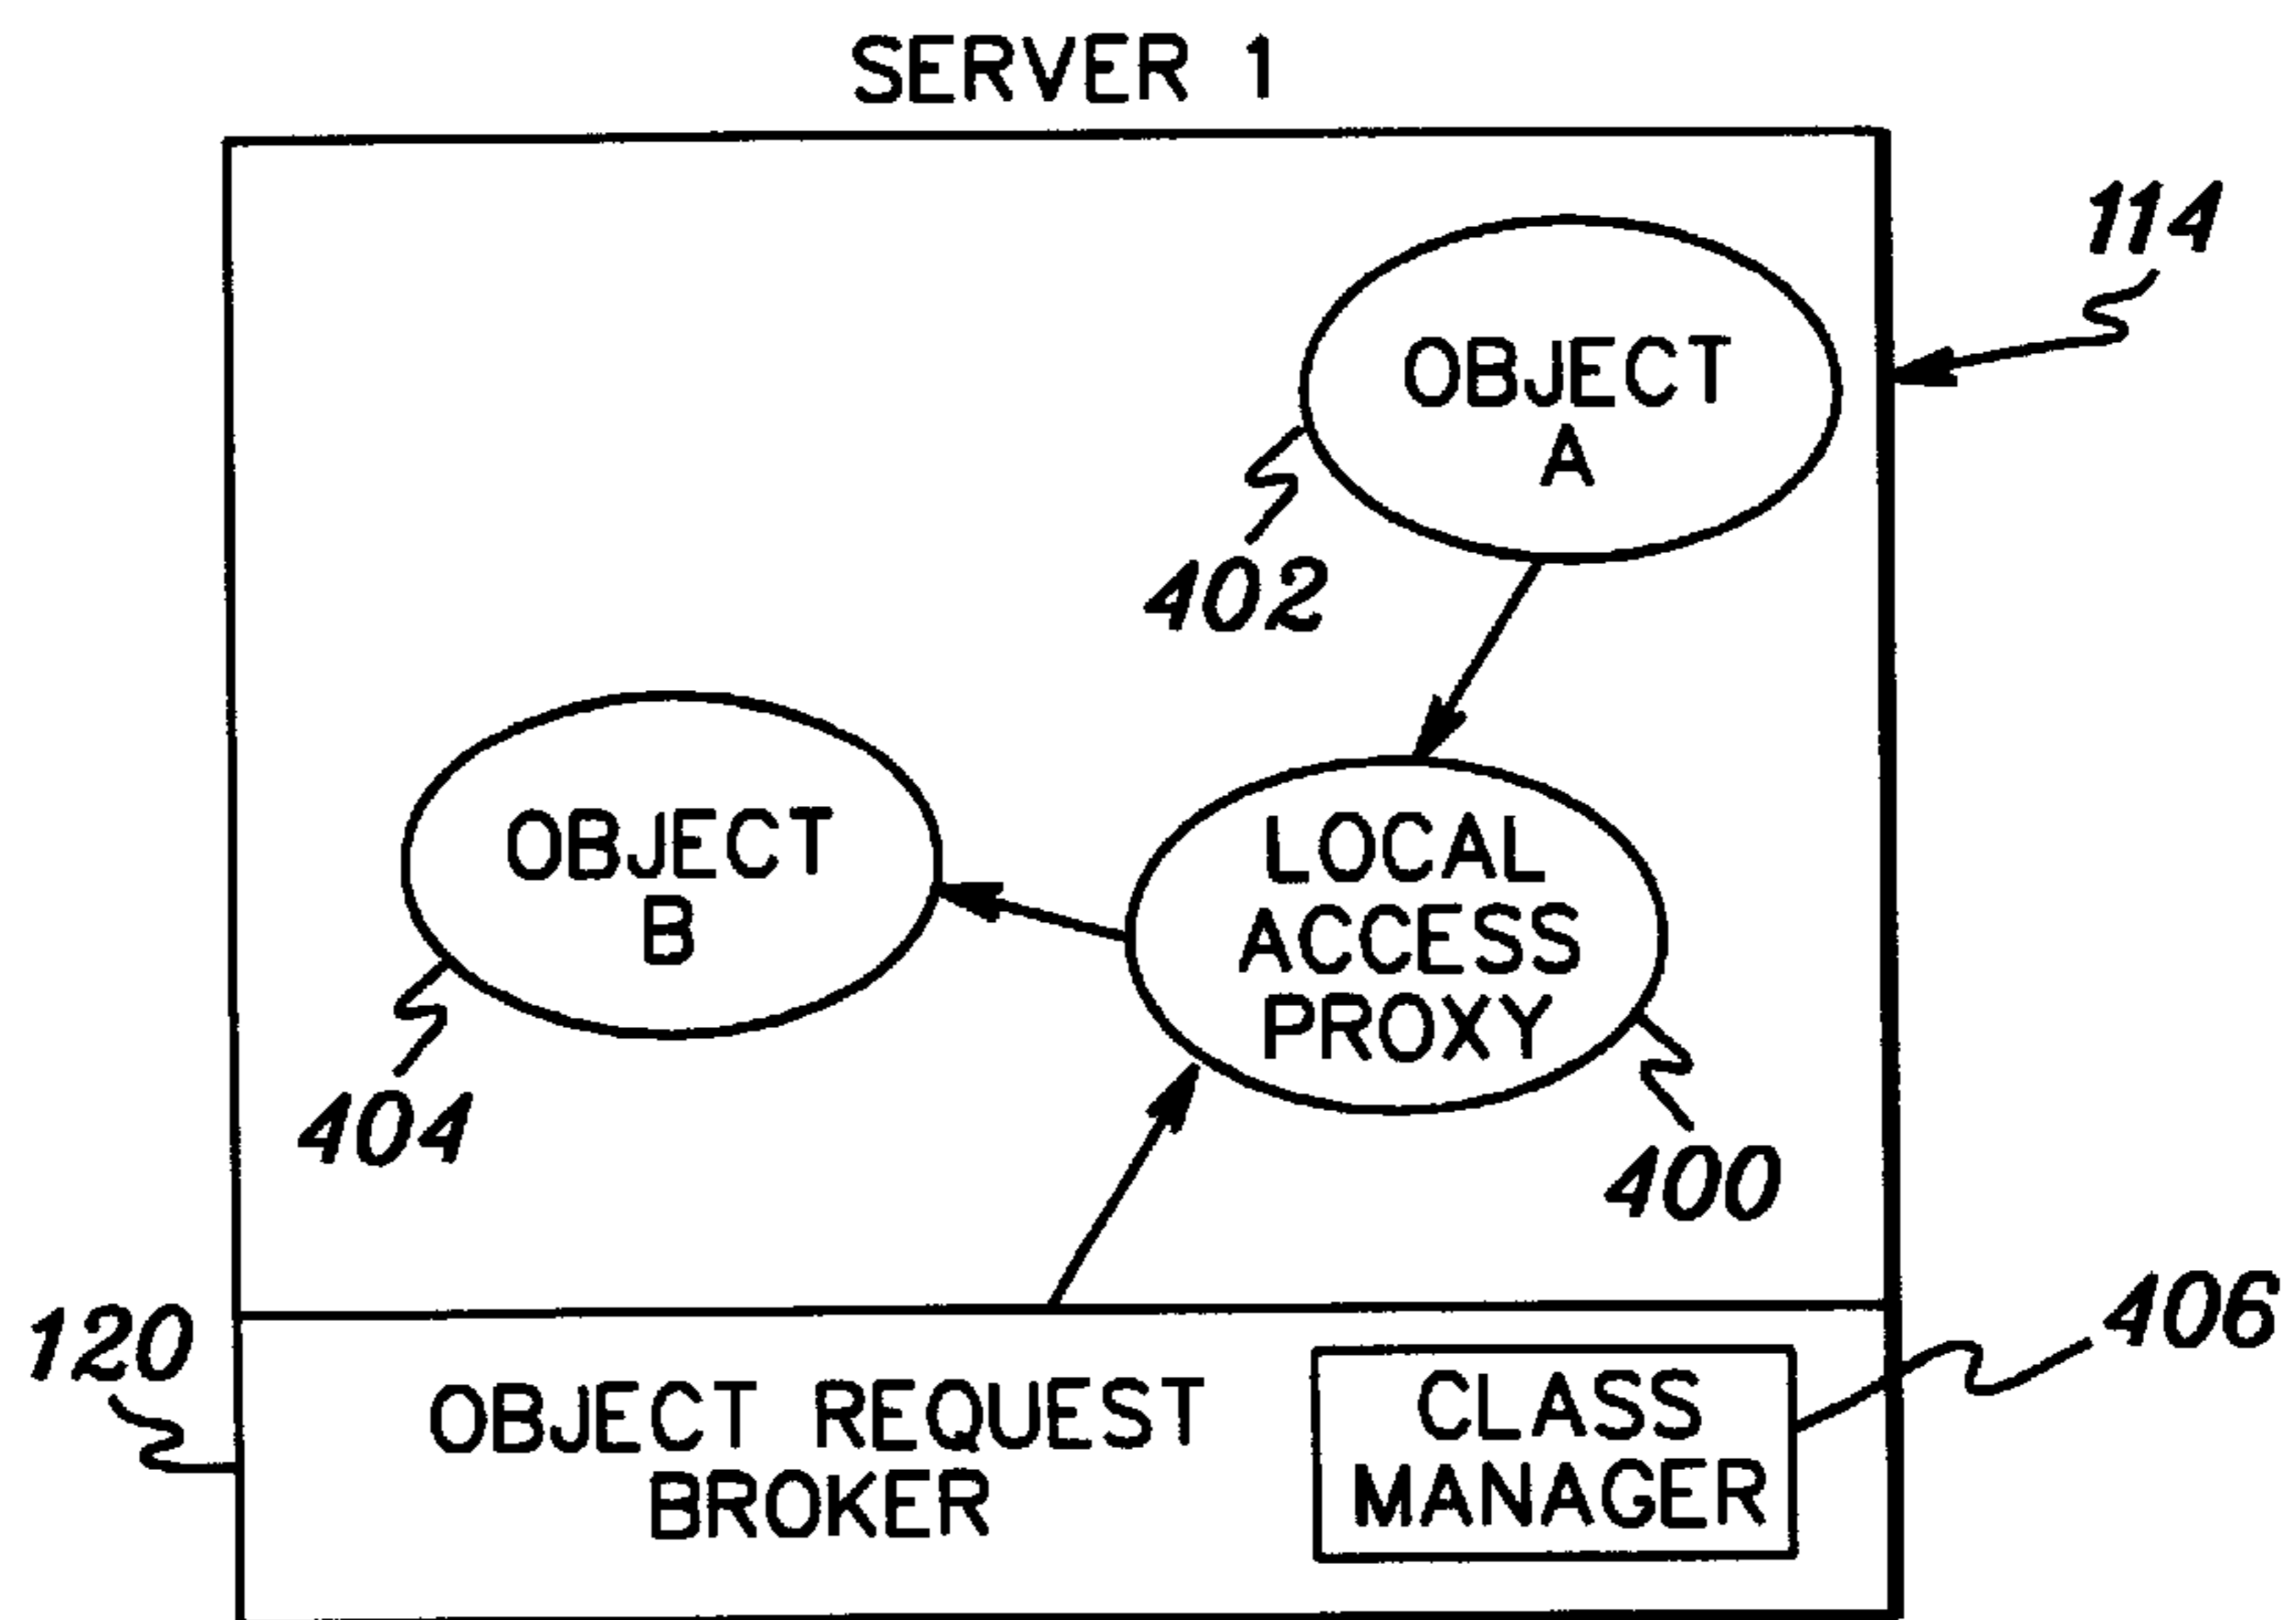 SERVER 1
114
OBJECT
A
402
OBJECT
B
404
LOCAL
ACCESS
PROXY
400
120
OBJECT REQUEST
BROKER
CLASS
MANAGER
406